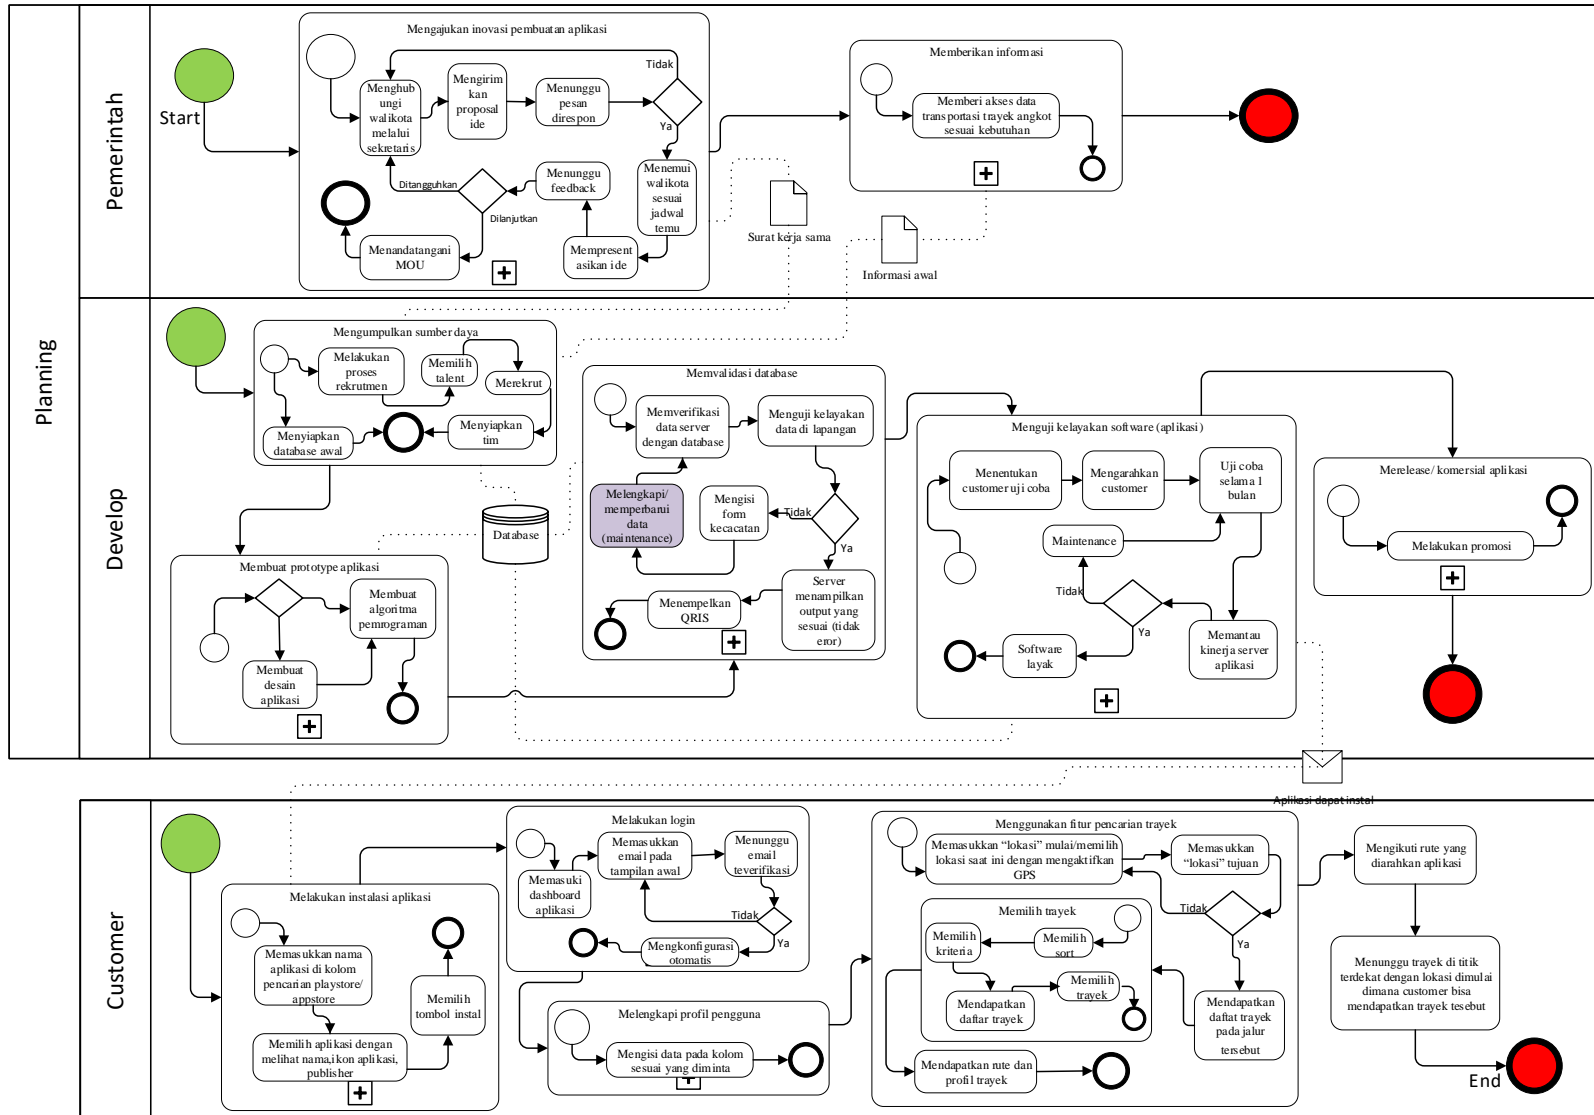 Planning
Pemerintah
Start
Mengajukan inovasi pembuatan aplikasi
Menghub
ungi
walikota
melalui
sekretaris
Mengirim
kan
proposal
ide
Menunggu
pesan
direspon
Tidak
Ya
Menemui
walikota
sesuai
jadwal
temu
Mempresent
asikan ide
Menunggu
feedback
Ditangguhkan
Dilanjutkan
Menandatangani
MOU
Surat kerja sama
Memberikan informasi
Memberi akses data
transportasi trayek angkot
sesuai kebutuhan
Informasi awal
Develop
Mengumpulkan sumber daya
Melakukan
proses
rekrutmen
Memilih
talent
Merekrut
Menyiapkan
tim
Menyiapkan
database awal
Database
Membuat prototype aplikasi
Membuat
algoritma
pemrograman
Membuat
desain
aplikasi
Memvalidasi database
Memverifikasi
data server
dengan database
Menguji kelayakan
data di lapangan
Tidak
Ya
Mengisi
form
kecacatan
Melengkapi/
memperbarui
data
(maintenance)
Server
menampilkan
output yang
sesuai (tidak
eror)
Menempelkan
QRIS
Menguji kelayakan software (aplikasi)
Menentukan
customer uji coba
Mengarahkan
customer
Uji coba
selama 1
bulan
Maintenance
Tidak
Ya
Memantau
kinerja server
aplikasi
Software
layak
Merelease/ komersial aplikasi
Melakukan promosi
Aplikasi dapat instal
Customer
Melakukan instalasi aplikasi
Memasukkan nama
aplikasi di kolom
pencarian playstore/
appstore
Memilih aplikasi dengan
melihat nama,ikon aplikasi,
publisher
Memilih
tombol instal
Melakukan login
Memasuki
dashboard
aplikasi
Memasukkan
email pada
tampilan awal
Menunggu
email
teverifikasi
Tidak
Ya
Mengkonfigurasi
otomatis
Melengkapi profil pengguna
Mengisi data pada kolom
sesuai yang diminta
Menggunakan fitur pencarian trayek
Memasukkan “lokasi” mulai/memilih
lokasi saat ini dengan mengaktifkan
GPS
Memasukkan
“lokasi” tujuan
Tidak
Ya
Mendapatkan
daftat trayek
pada jalur
tersebut
Memilih trayek
Memilih
sort
Memilih
kriteria
Mendapatkan
daftar trayek
Memilih
trayek
Mendapatkan rute dan
profil trayek
Mengikuti rute yang
diarahkan aplikasi
Menunggu trayek di titik
terdekat dengan lokasi dimulai
dimana customer bisa
mendapatkan trayek tesebut
End